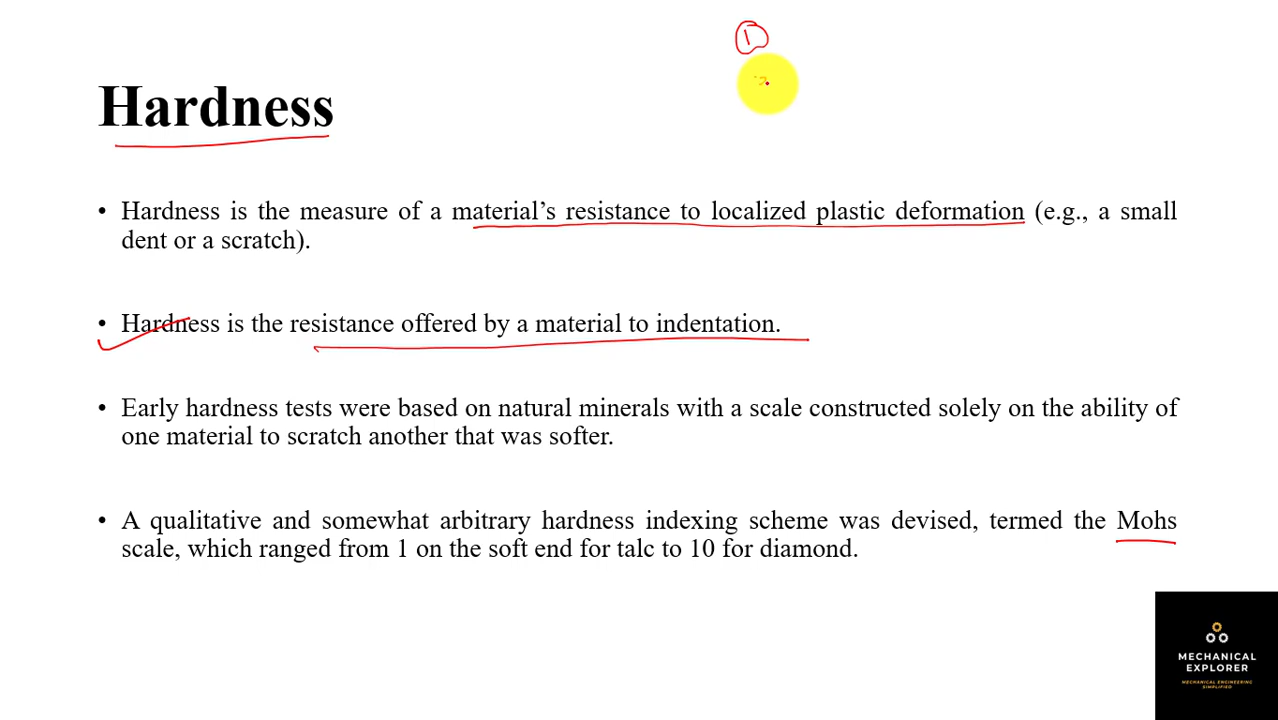 1
Hardness
• Hardness is the measure of a material’s resistance to localized plastic deformation (e.g., a small
dent or a scratch).
• Hardness is the resistance offered by a material to indentation.
• Early hardness tests were based on natural minerals with a scale constructed solely on the ability of
one material to scratch another that was softer.
• A qualitative and somewhat arbitrary hardness indexing scheme was devised, termed the Mohs
scale, which ranged from 1 on the soft end for talc to 10 for diamond.
MECHANICAL
EXPLORER
MECHANICAL ENGINEERING
SIMPLIFIED